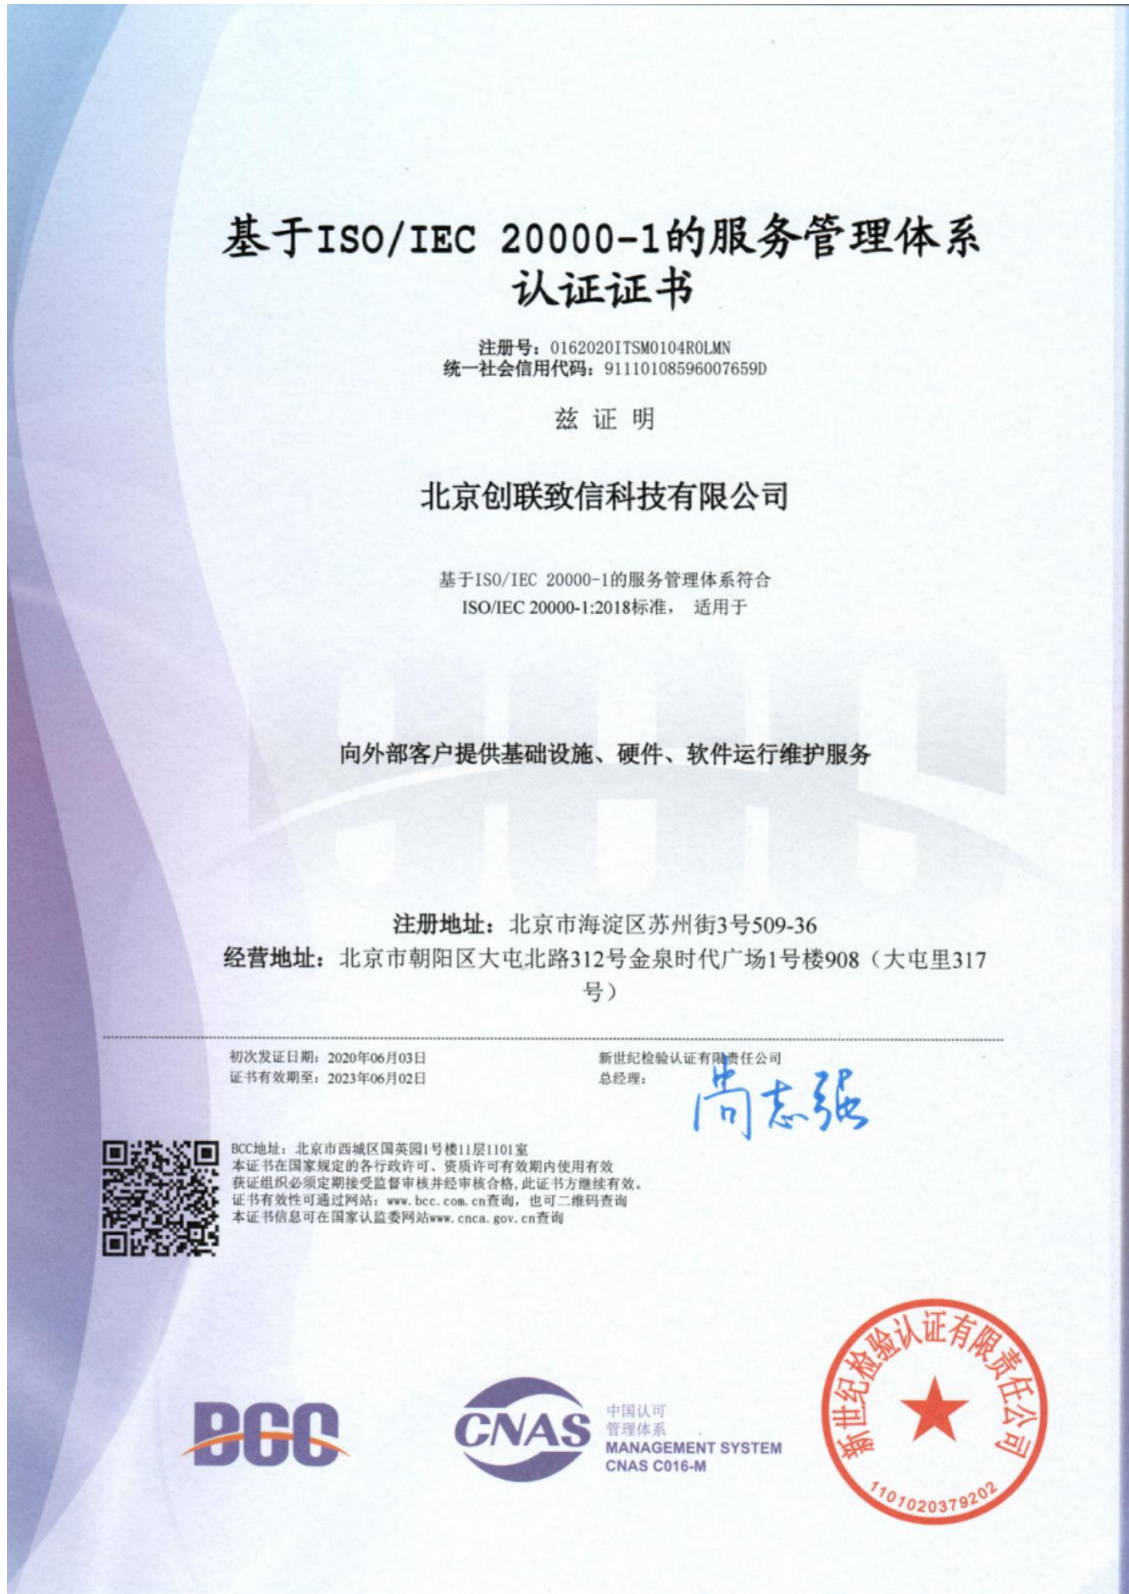 基于ISO/IEC 20000-1的服务管理体系
认证证书
注册号：0162020ITSM0104R0LMN
统一社会信用代码：91110108596007659D
兹证明
北京创联致信科技有限公司
基于ISO/IEC 20000-1的服务管理体系符合
ISO/IEC 20000-1:2018标准， 适用于
向外部客户提供基础设施、硬件、软件运行维护服务
注册地址：北京市海淀区苏州街3号509-36
经营地址：北京市朝阳区大屯北路312号金泉时代广场1号楼908（大屯里317
号）
初次发证日期：2020年06月03日
证书有效期至：2023年06月02日
新世纪检验认证有限责任公司
总经理：
尚志强
BCC地址：北京市西城区国英园1号楼11层1101室
本证书在国家规定的各行政许可、资质许可有效期内使用有效
获证组织必须定期接受监督审核并经审核合格,此证书方继续有效。
证书有效性可通过网站：www.bcc.com.cn查询，也可二维码查询
本证书信息可在国家认监委网站www.cnca.gov.cn查询
BCC
CNAS
中国认可
管理体系
MANAGEMENT SYSTEM
CNAS C016-M
新世纪检验认证有限责任公司
1101020379202